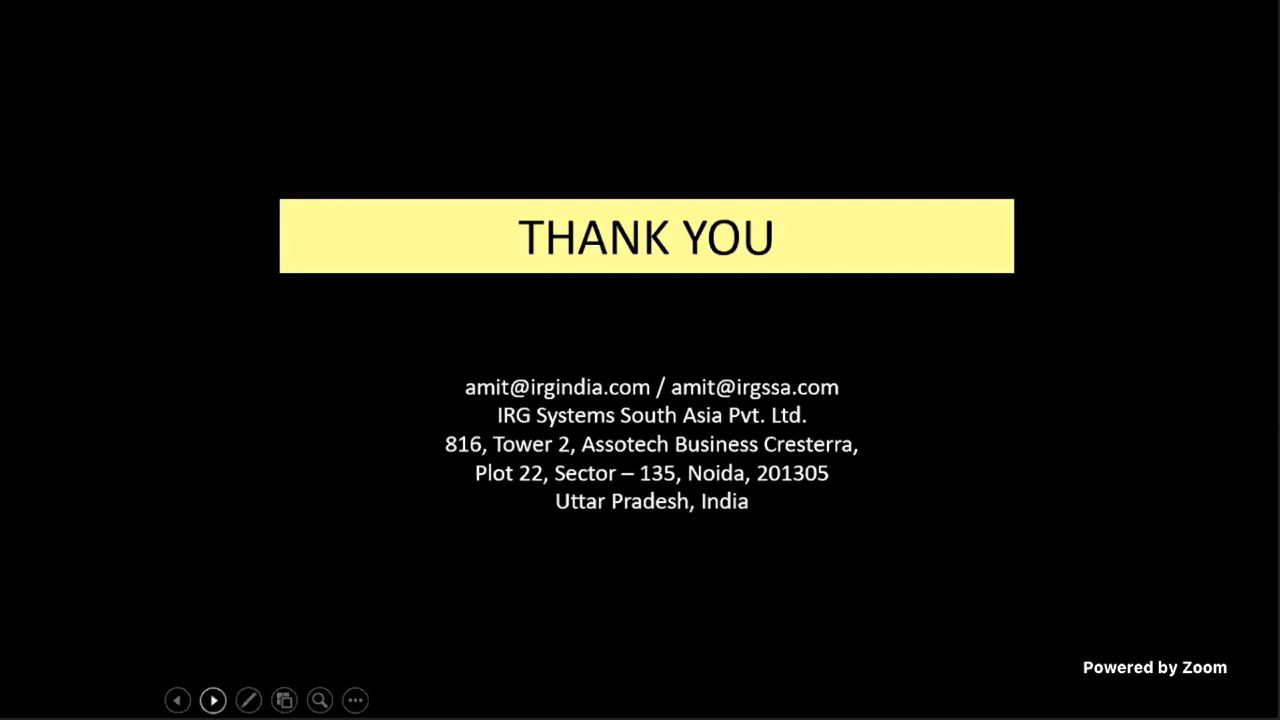 THANK YOU
amit@irgindia.com / amit@irgssa.com
IRG Systems South Asia Pvt. Ltd.
816, Tower 2, Assotech Business Cresterra,
Plot 22, Sector – 135, Noida, 201305
Uttar Pradesh, India
Powered by Zoom